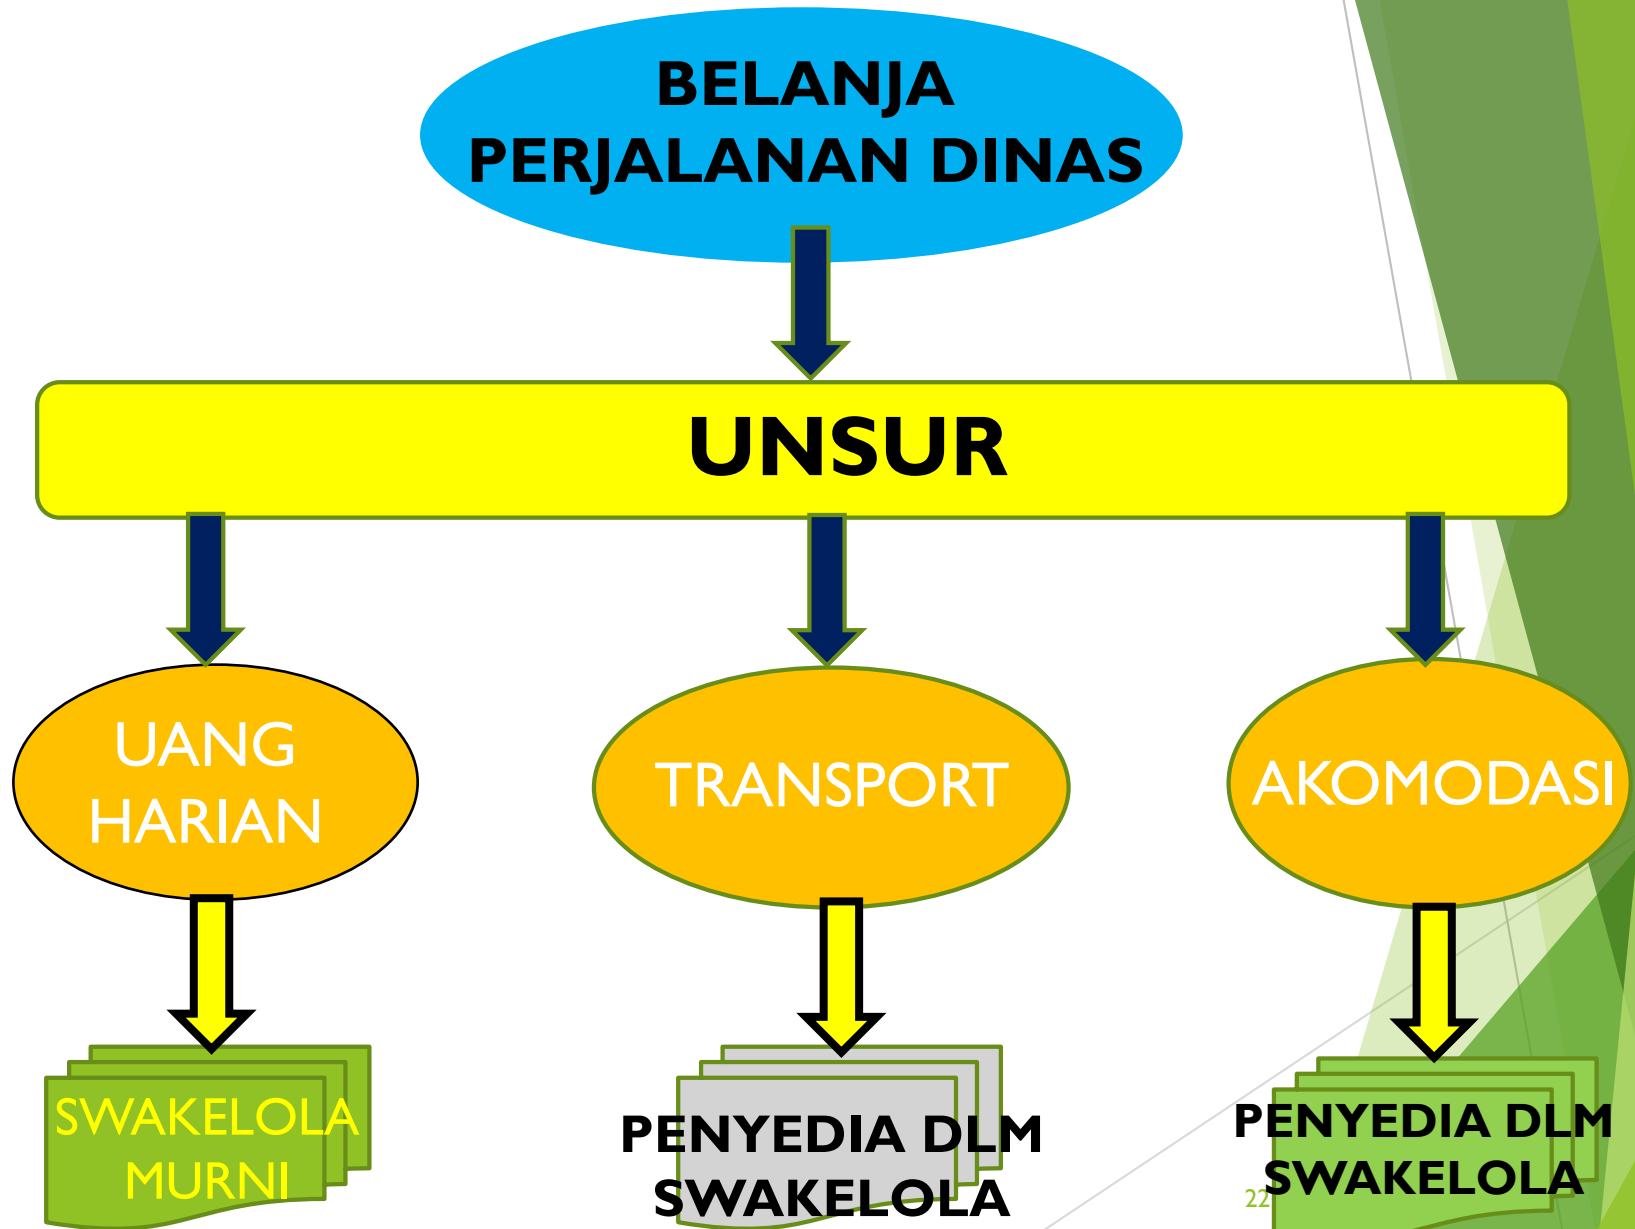 BELANJA
PERJALANAN DINAS
UNSUR
UANG
HARIAN
TRANSPORT
AKOMODASI
SWAKELOLA
MURNI
PENYEDIA DLM
SWAKELOLA
PENYEDIA DLM
SWAKELOLA
22